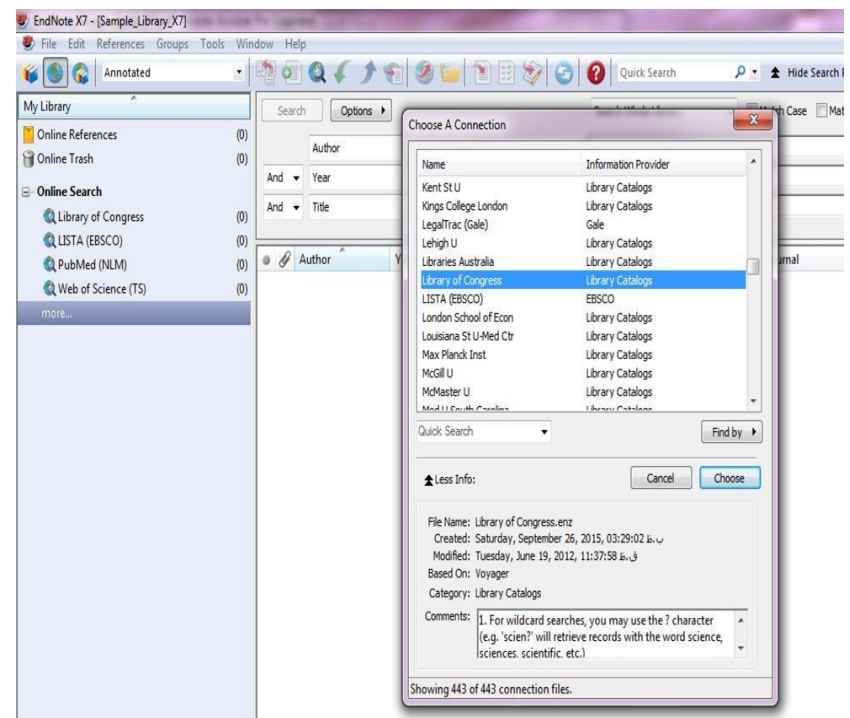 EndNote X7 - [Sample_Library_X7]
File Edit References Groups Tools Window Help
Annotated
Quick Search
Hide Search
My Library
Online References (0)
Online Trash (0)
Online Search
Library of Congress (0)
LISTA (EBSCO) (0)
PubMed (NLM) (0)
Web of Science (TS) (0)
more...
Search Options
Match Case
Author
And Year
And Title
Author
Choose A Connection
Name Information Provider
Kent St U Library Catalogs
Kings College London Library Catalogs
LegalTrac (Gale) Gale
Lehigh U Library Catalogs
Libraries Australia Library Catalogs
Library of Congress Library Catalogs
LISTA (EBSCO) EBSCO
London School of Econ Library Catalogs
Louisiana St U-Med Ctr Library Catalogs
Max Planck Inst Library Catalogs
McGill U Library Catalogs
McMaster U Library Catalogs
Med U South Carolina Library Catalogs
Quick Search Find by
Less Info: Cancel Choose
File Name: Library of Congress.enz
Created: Saturday, September 26, 2015, 03:29:02 ب.ظ
Modified: Tuesday, June 19, 2012, 11:37:58 ق.ظ
Based On: Voyager
Category: Library Catalogs
Comments: 1. For wildcard searches, you may use the ? character
(e.g. 'scien?' will retrieve records with the word science,
sciences, scientific, etc.)
Showing 443 of 443 connection files.